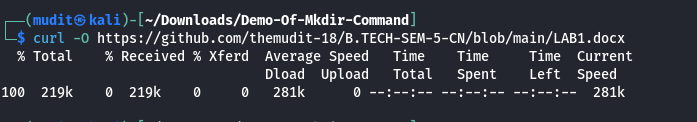 ┌──(mudit㉿kali)-[~/Downloads/Demo-Of-Mkdir-Command]
└─$ curl -O https://github.com/themudit-18/B.TECH-SEM-5-CN/blob/main/LAB1.docx
  % Total    % Received % Xferd  Average Speed   Time    Time     Time  Current
                                 Dload  Upload   Total   Spent    Left  Speed
100  219k    0  219k    0     0   281k      0 --:--:-- --:--:-- --:--:--  281k